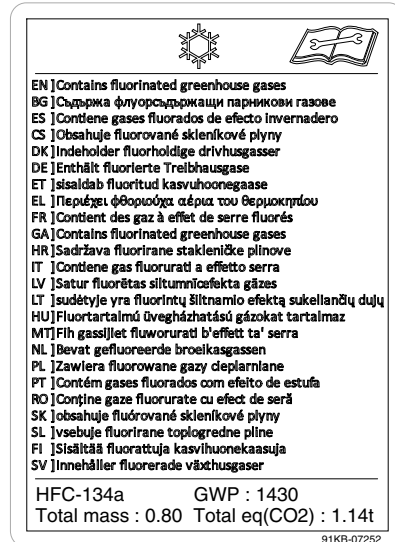 EN ]Contains fluorinated greenhouse gases
BG ]Съдържа флуорсъдържащи парникови газове
ES ]Contiene gases fluorados de efecto invernadero
CS ]Obsahuje fluorované skleníkové plyny
DK ]Indeholder fluorholdige drivhusgasser
DE ]Enthält fluorierte Treibhausgase
ET ]sisaldab fluoritud kasvuhoonegaase
EL ]Περιέχει φθοριούχα αέρια του θερμοκηπίου
FR ]Contient des gaz à effet de serre fluorés
GA]Contains fluorinated greenhouse gases
HR]Sadržava fluorirane stakleničke plinove
IT ]Contiene gas fluorurati a effetto serra
LV ]Satur fluorētas siltumnīcefekta gāzes
LT ]sudėtyje yra fluorintų šiltnamio efektą sukeliančių dujų
HU]Fluortartalmú üvegházhatású gázokat tartalmaz
MT]Fih gassijiet fluworurati b'effett ta' serra
NL ]Bevat gefluoreerde broeikasgassen
PL ]Zawiera fluorowane gazy cieplarniane
PT ]Contém gases fluorados com efeito de estufa
RO ]Conține gaze fluorurate cu efect de seră
SK ]obsahuje fluórované skleníkové plyny
SL ]vsebuje fluorirane toplogredne pline
FI ]Sisältää fluorattuja kasvihuonekaasuja
SV ]Innehåller fluorerade växthusgaser
HFC-134a GWP : 1430
Total mass : 0.80 Total eq(CO2) : 1.14t
91KB-07252